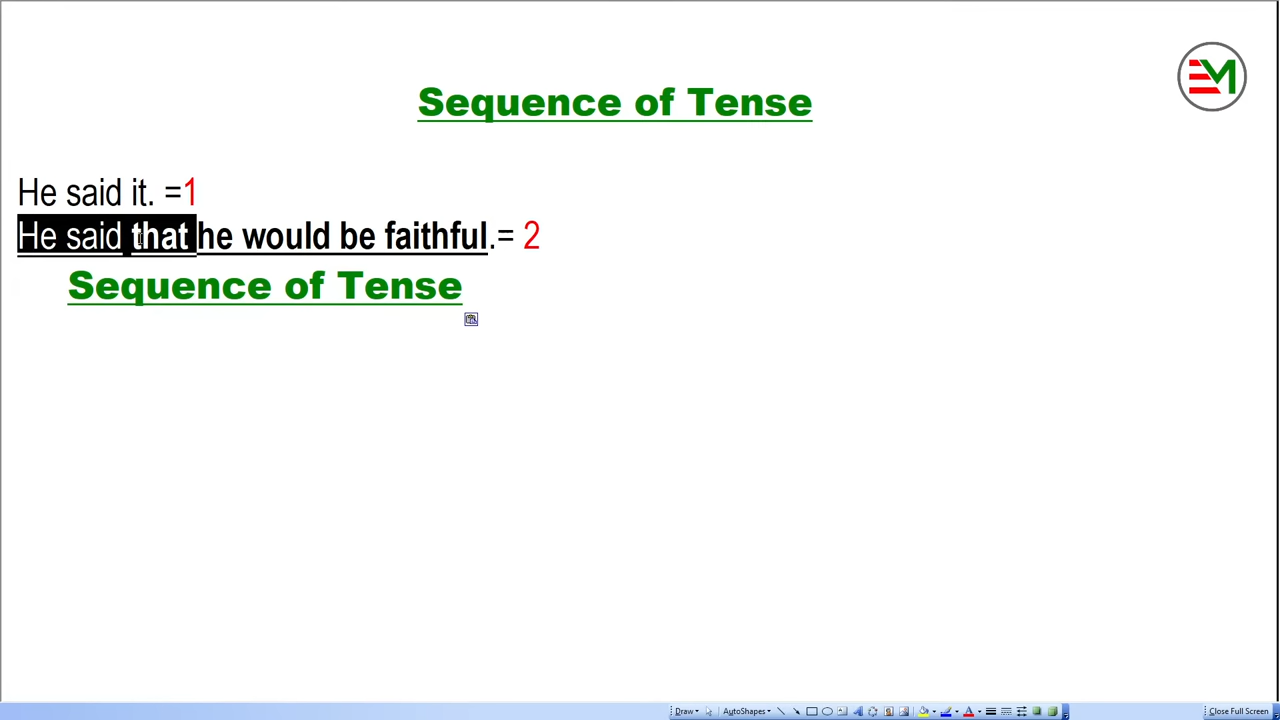 EM
Sequence of Tense
He said it. =1
He said that he would be faithful.= 2
Sequence of Tense
Draw AutoShapes Close Full Screen